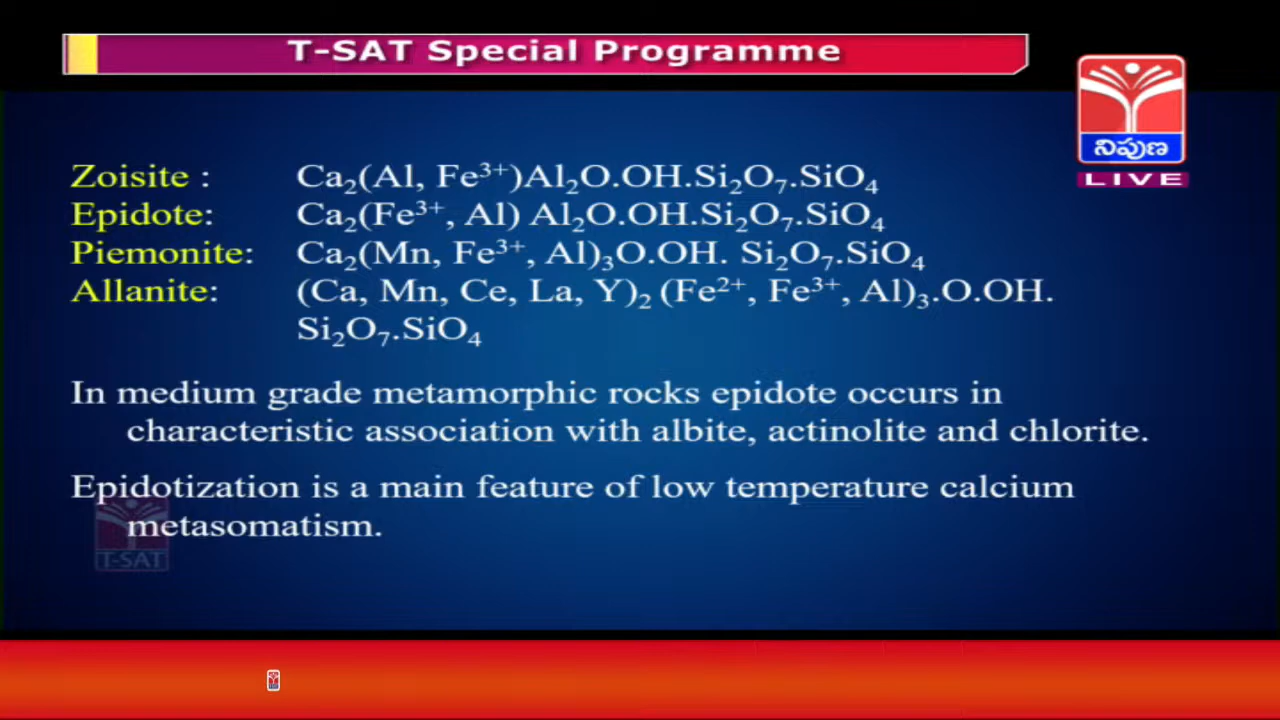 T-SAT Special Programme
నిపుణ
LIVE
Zoisite : Ca₂(Al, Fe³⁺)Al₂O.OH.Si₂O₇.SiO₄
Epidote: Ca₂(Fe³⁺, Al) Al₂O.OH.Si₂O₇.SiO₄
Piemonite: Ca₂(Mn, Fe³⁺, Al)₃O.OH. Si₂O₇.SiO₄
Allanite: (Ca, Mn, Ce, La, Y)₂ (Fe²⁺, Fe³⁺, Al)₃.O.OH.
Si₂O₇.SiO₄
In medium grade metamorphic rocks epidote occurs in
characteristic association with albite, actinolite and chlorite.
Epidotization is a main feature of low temperature calcium
metasomatism.
T-SAT